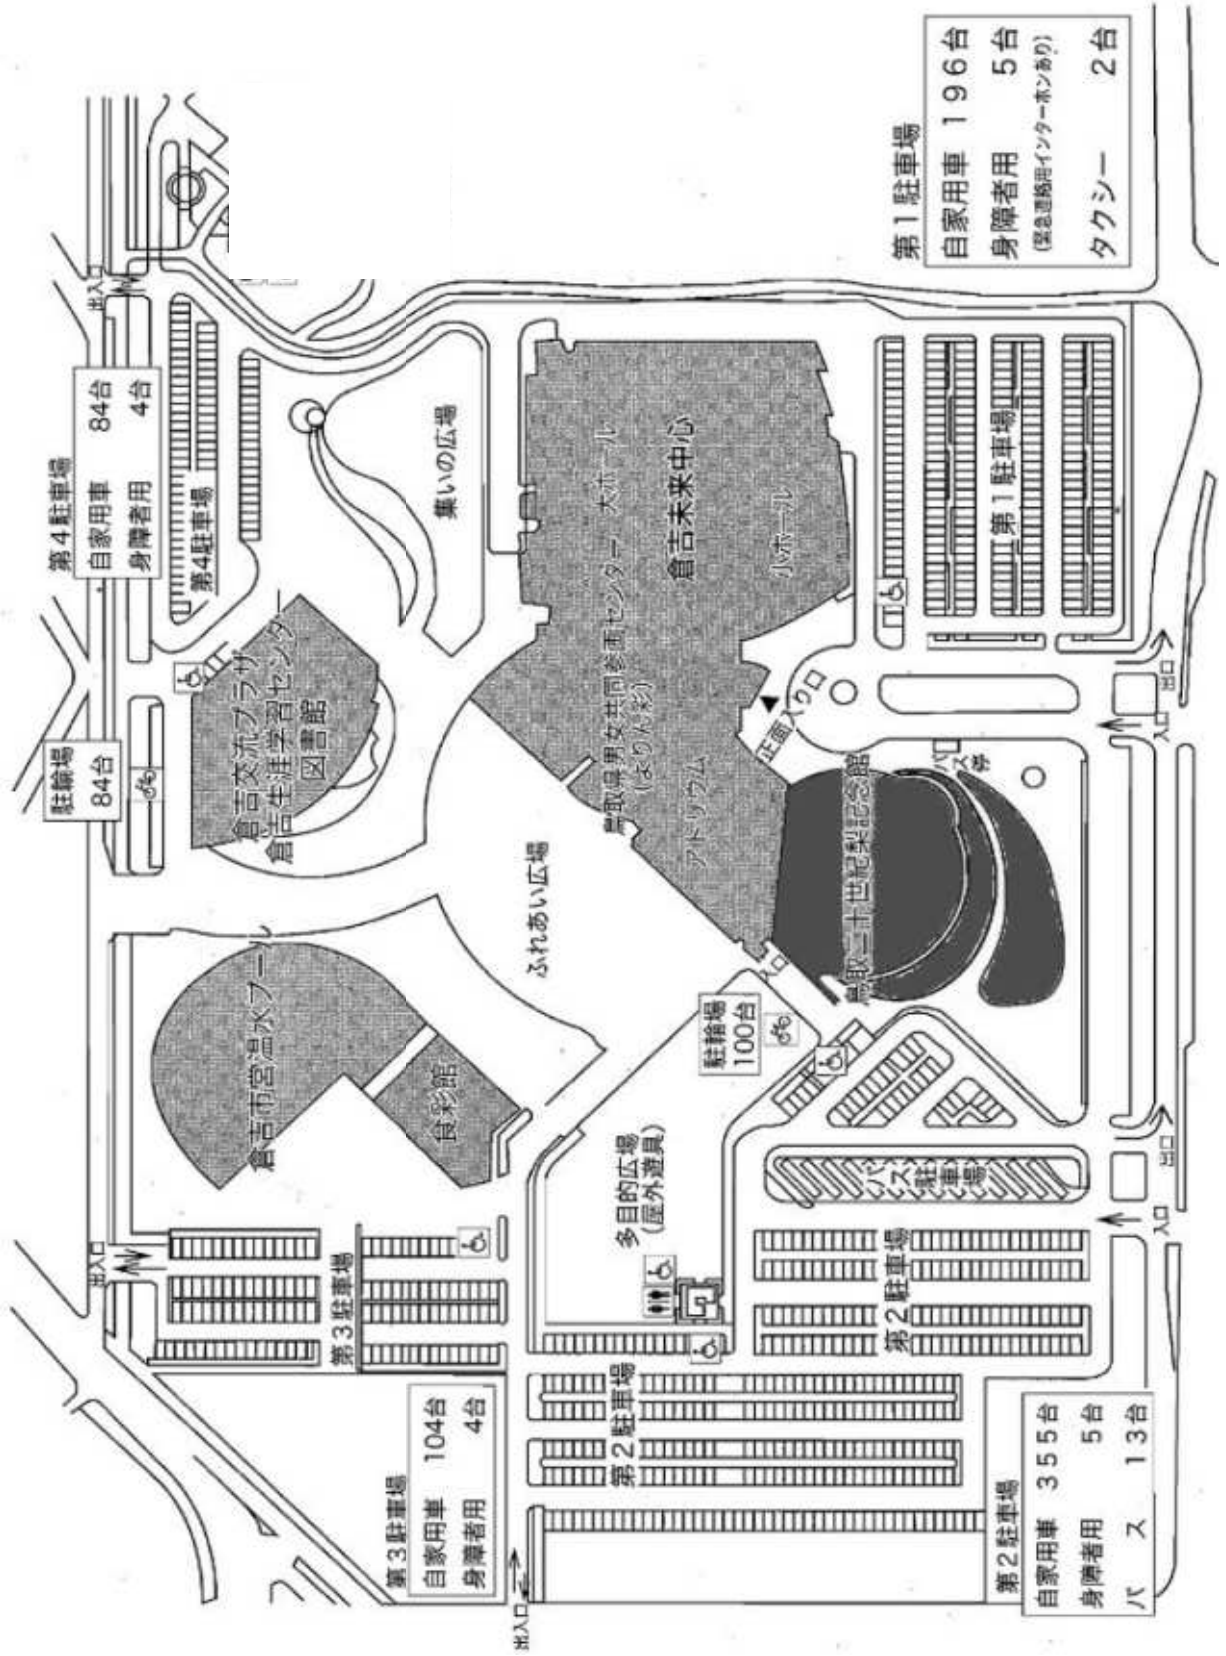 第4駐車場
自家用車 84台
身障者用 4台
出入口
第4駐車場
駐輪場
84台
倉吉交流プラザ
倉吉生涯学習センター
図書館
集いの広場
倉吉市営温水プール
食彩館
ふれあい広場
鳥取県男女共同参画センター
(よりん彩)
大ホール
倉吉未来中心
小ホール
アトリウム
正面入り口
鳥取二十世紀梨記念館
入口
バス停
駐輪場
100台
多目的広場
(屋外遊具)
出入口
第3駐車場
第3駐車場
自家用車 104台
身障者用 4台
出入口
第2駐車場
第2駐車場
バス駐車場
第2駐車場
自家用車 355台
身障者用 5台
バス 13台
入口
出口
入口
出口
第1駐車場
第1駐車場
自家用車 196台
身障者用 5台
(緊急連絡用インターホンあり)
タクシー 2台